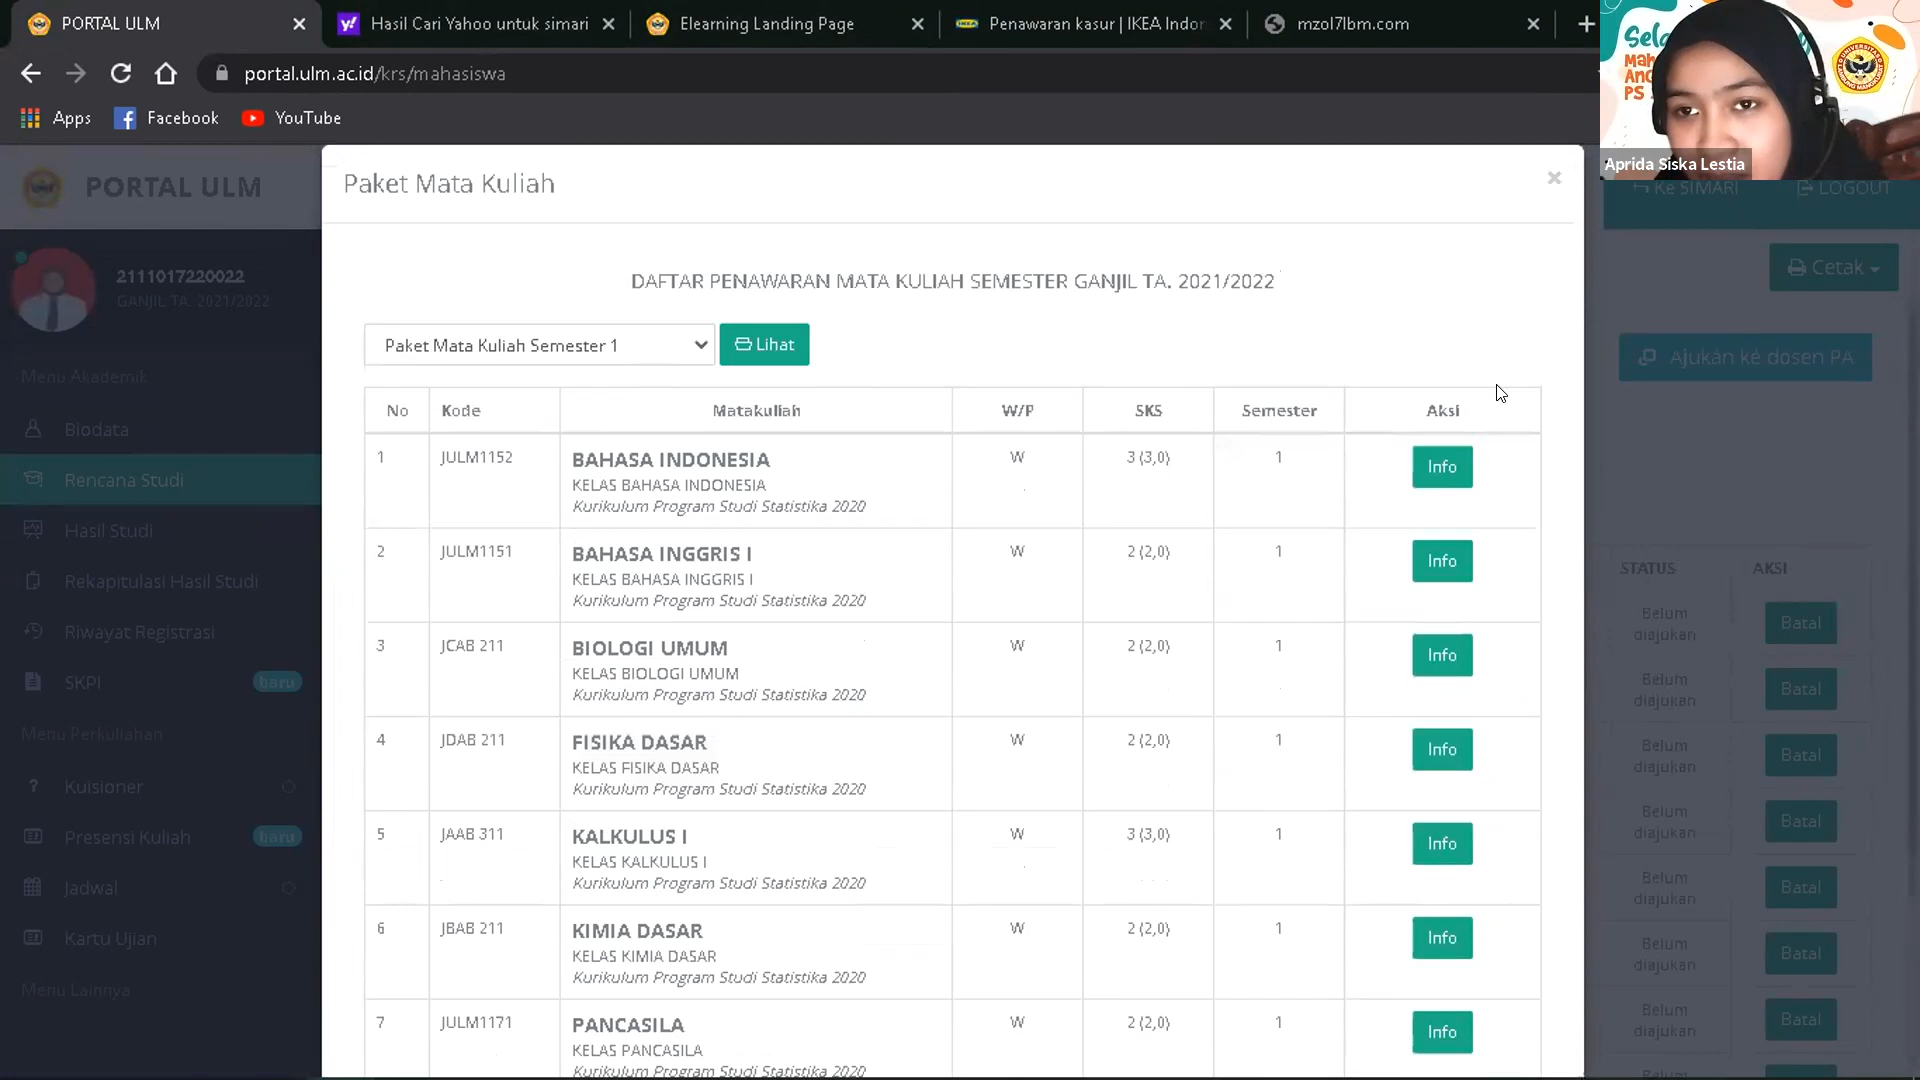 PORTAL ULM
Hasil Cari Yahoo untuk simari
Elearning Landing Page
Penawaran kasur | IKEA Indon
mzol7lbm.com
portal.ulm.ac.id/krs/mahasiswa
Apps
Facebook
YouTube
Aprida Siska Lestia
PORTAL ULM
Ke SIMARI
LOGOUT
2111017220022
GANJIL TA. 2021/2022
Menu Akademik
Biodata
Rencana Studi
Hasil Studi
Rekapitulasi Hasil Studi
Riwayat Registrasi
SKPI baru
Menu Perkuliahan
Kuisioner
Presensi Kuliah baru
Jadwal
Kartu Ujian
Menu Lainnya
Paket Mata Kuliah
DAFTAR PENAWARAN MATA KULIAH SEMESTER GANJIL TA. 2021/2022
Paket Mata Kuliah Semester 1
Lihat
No Kode Matakuliah W/P SKS Semester Aksi
1 JULM1152 BAHASA INDONESIA W 3 (3,0) 1 Info
KELAS BAHASA INDONESIA
Kurikulum Program Studi Statistika 2020
2 JULM1151 BAHASA INGGRIS I W 2 (2,0) 1 Info
KELAS BAHASA INGGRIS I
Kurikulum Program Studi Statistika 2020
3 JCAB 211 BIOLOGI UMUM W 2 (2,0) 1 Info
KELAS BIOLOGI UMUM
Kurikulum Program Studi Statistika 2020
4 JDAB 211 FISIKA DASAR W 2 (2,0) 1 Info
KELAS FISIKA DASAR
Kurikulum Program Studi Statistika 2020
5 JAAB 311 KALKULUS I W 3 (3,0) 1 Info
KELAS KALKULUS I
Kurikulum Program Studi Statistika 2020
6 JBAB 211 KIMIA DASAR W 2 (2,0) 1 Info
KELAS KIMIA DASAR
Kurikulum Program Studi Statistika 2020
7 JULM1171 PANCASILA W 2 (2,0) 1 Info
KELAS PANCASILA
Kurikulum Program Studi Statistika 2020
Cetak
Ajukan ke dosen PA
STATUS AKSI
Belum
diajukan
Batal
Belum
diajukan
Batal
Belum
diajukan
Batal
Belum
diajukan
Batal
Belum
diajukan
Batal
Belum
diajukan
Batal
Belum
diajukan
Batal